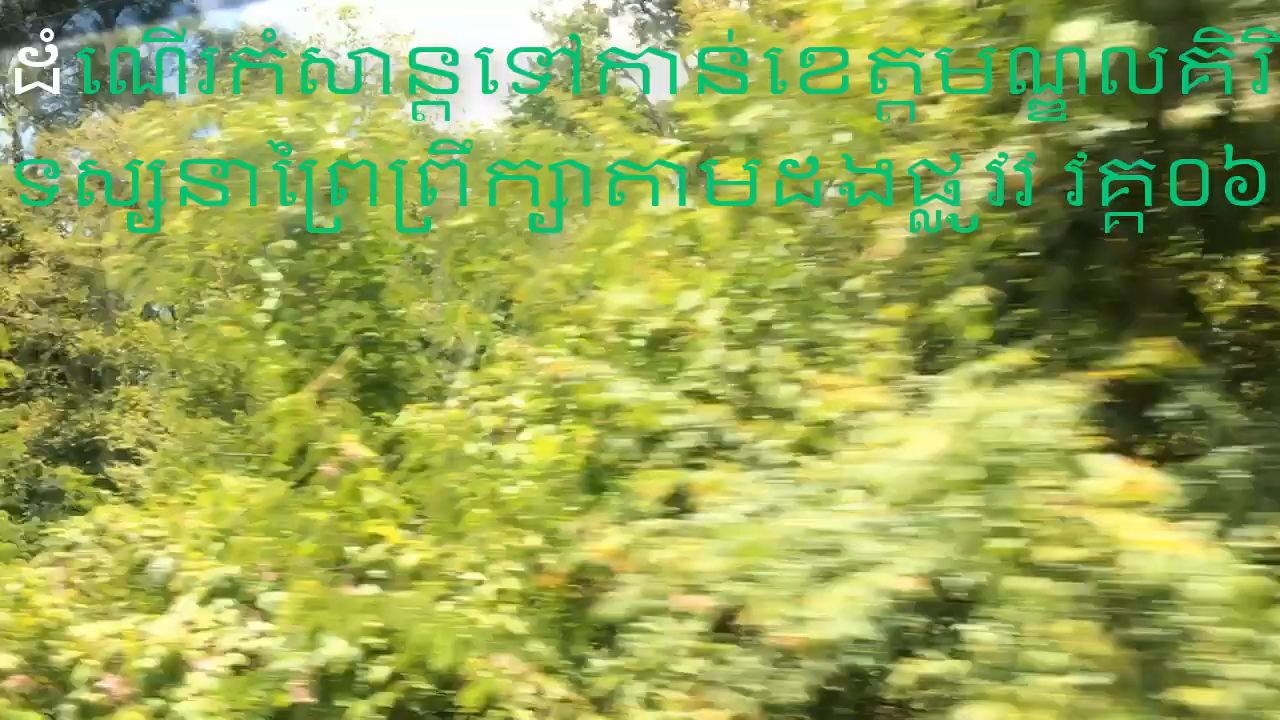 ដំណើរកំសាន្តទៅកាន់ខេត្តមណ្ឌលគិរី
ទស្សនាព្រៃព្រឹក្សាតាមដងផ្លូវវ វគ្គ០៦